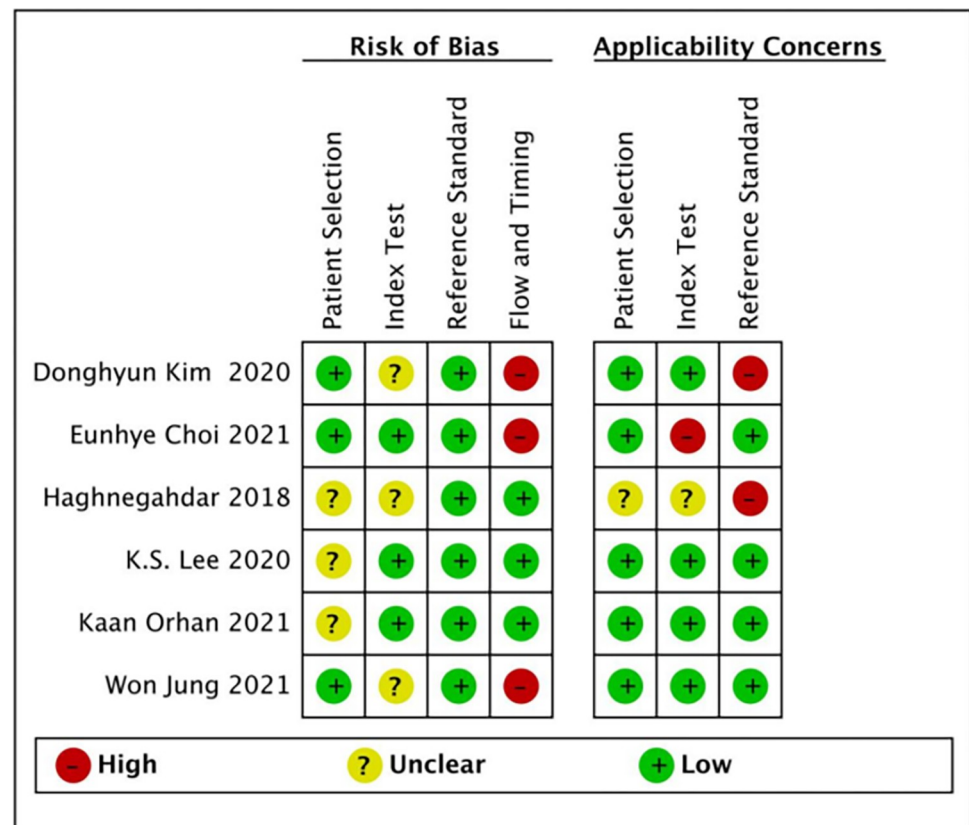 Risk of Bias Applicability Concerns
Patient Selection
Index Test
Reference Standard
Flow and Timing
Patient Selection
Index Test
Reference Standard
Donghyun Kim 2020 + ? + - + + -
Eunhye Choi 2021 + + + - + - +
Haghnegahdar 2018 ? ? + + ? ? -
K.S. Lee 2020 ? + + + + + +
Kaan Orhan 2021 ? + + + + + +
Won Jung 2021 + ? + - + + +
- High ? Unclear + Low